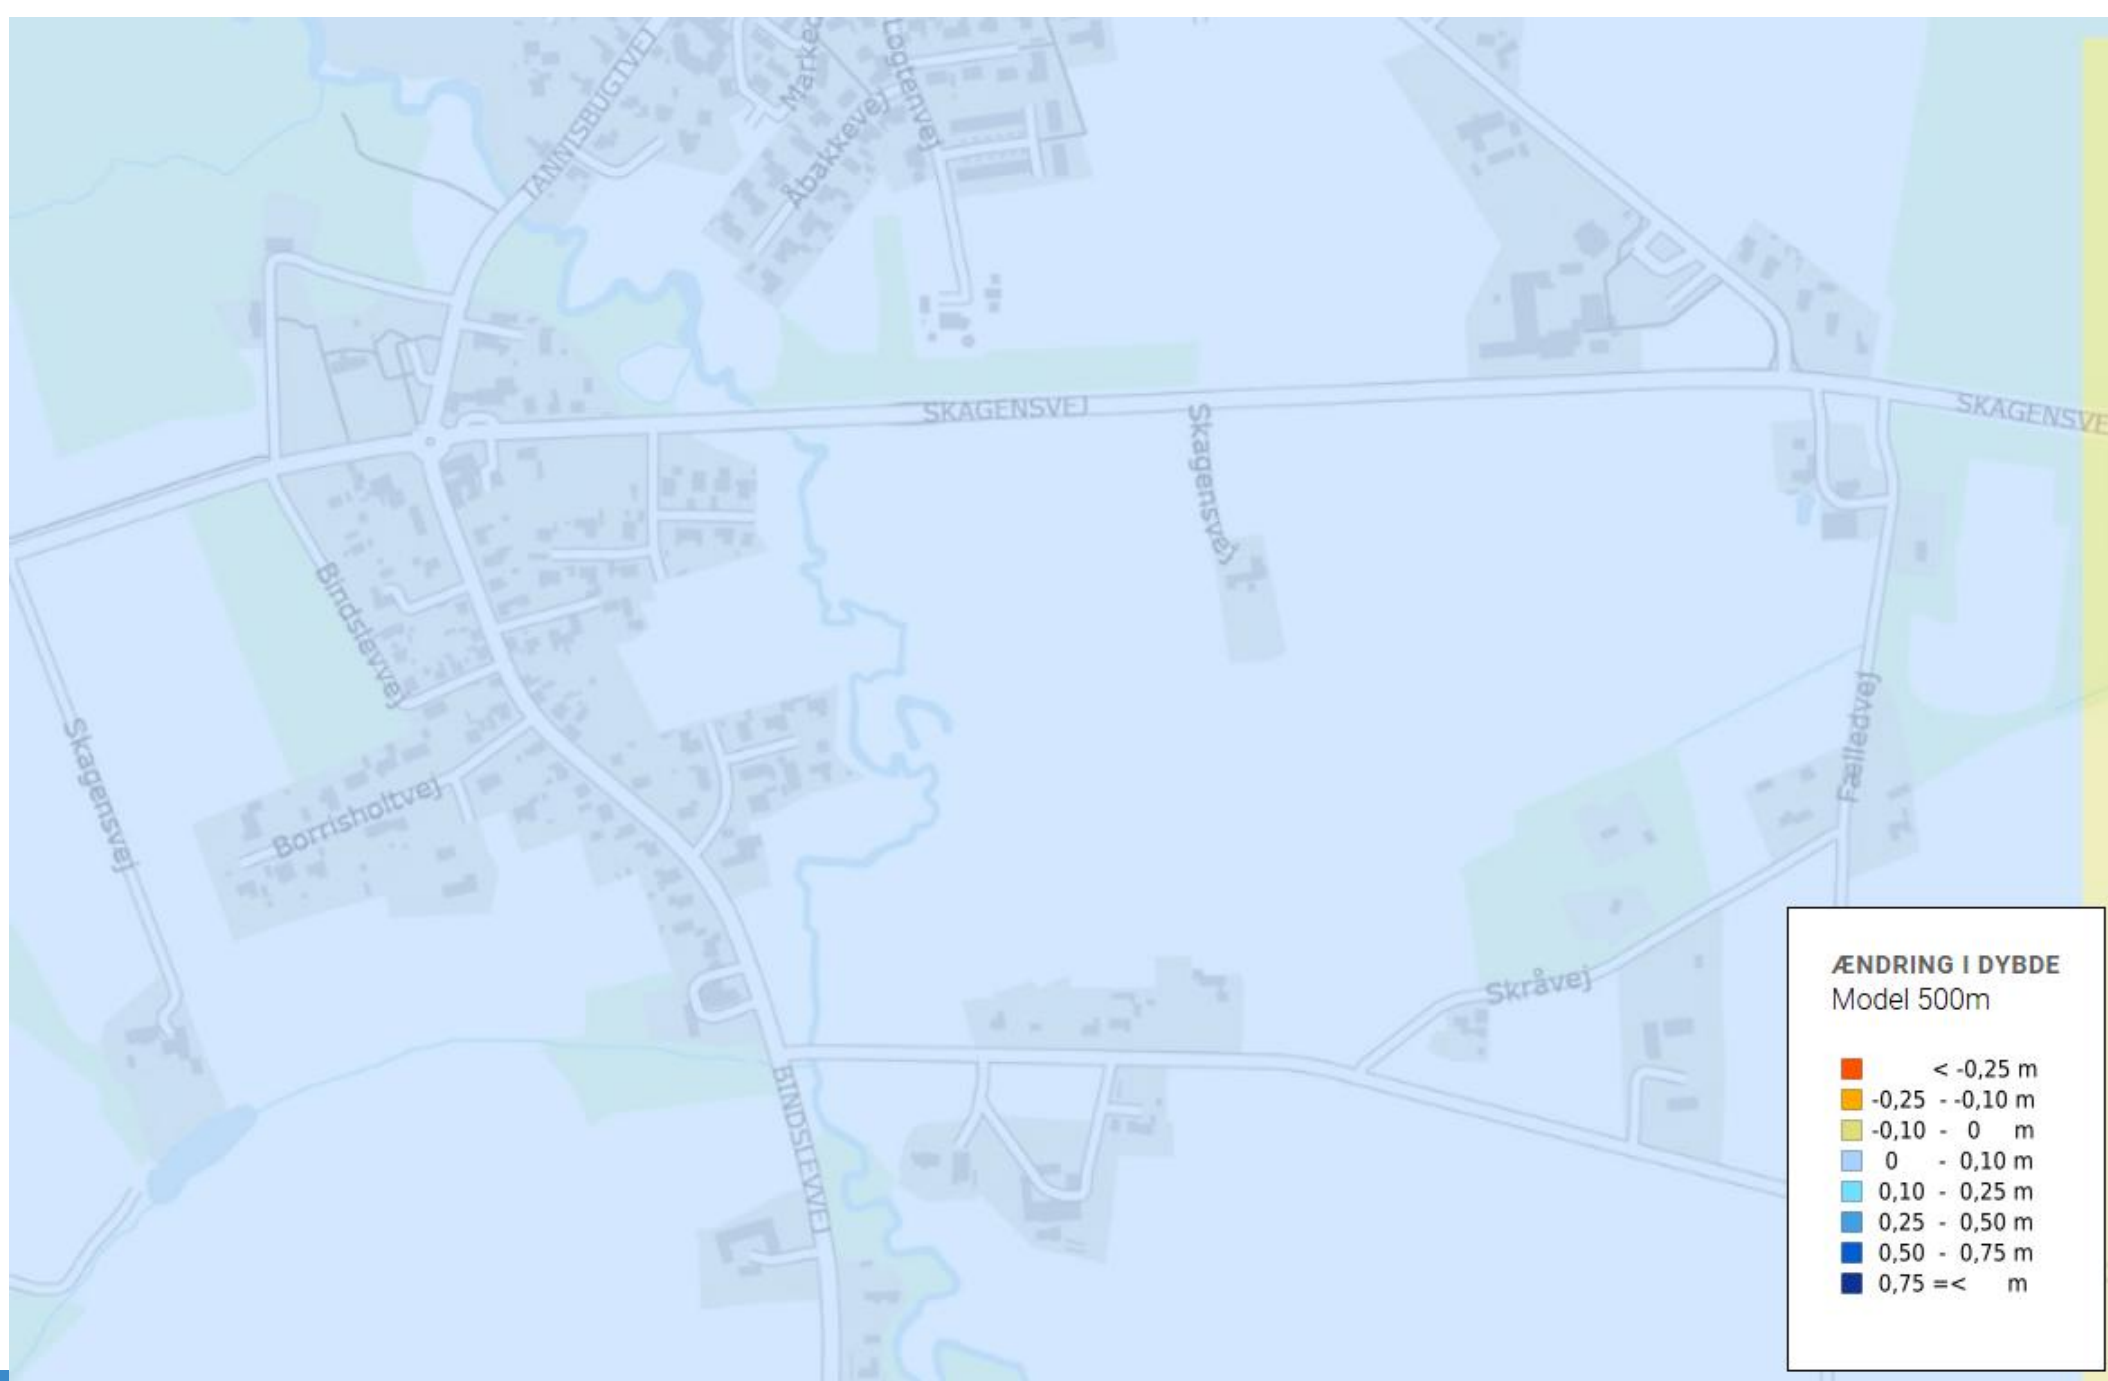 TANNISBUGTVEJ
Åbakkevej
SKAGENSVEJ
Skagensvej
Bindslevvej
Skagensvej
Borrisholtvej
Fælledvej
Skråvej
BINDSLEVVEJ
ÆNDRING I DYBDE
Model 500m
< -0,25 m
-0,25 - -0,10 m
-0,10 - 0 m
0 - 0,10 m
0,10 - 0,25 m
0,25 - 0,50 m
0,50 - 0,75 m
0,75 =< m